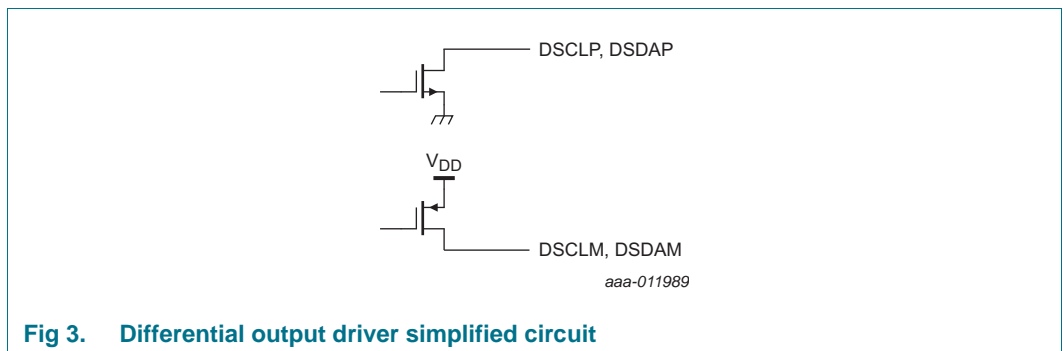 DSCLP, DSDAP
VDD
DSCLM, DSDAM
aaa-011989
Fig 3. Differential output driver simplified circuit